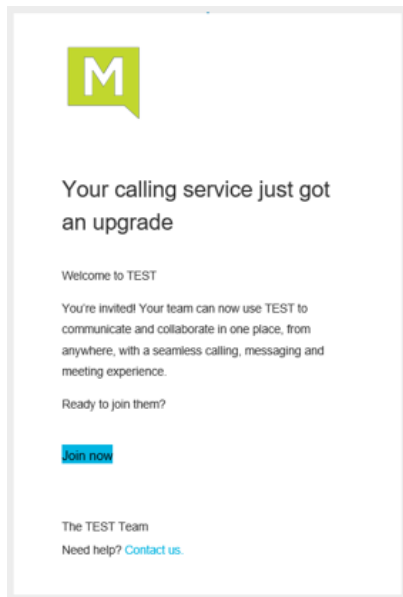 M
Your calling service just got
an upgrade
Welcome to TEST
You're invited! Your team can now use TEST to
communicate and collaborate in one place, from
anywhere, with a seamless calling, messaging and
meeting experience.
Ready to join them?
Join now
The TEST Team
Need help? Contact us.